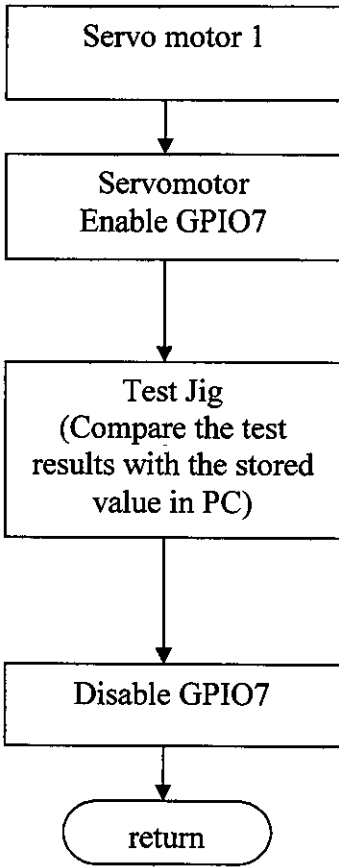 Servo motor 1
Servomotor
Enable GPIO7
Test Jig
(Compare the test
results with the stored
value in PC)
Disable GPIO7
return